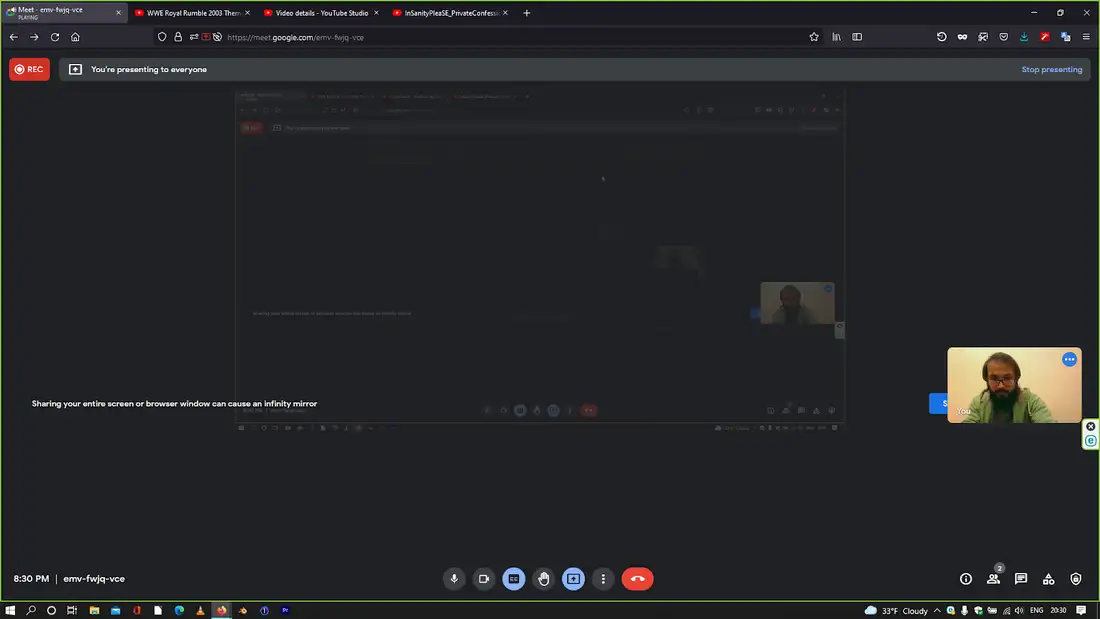 Meet - emv-fwjq-vce
PLAYING
WWE Royal Rumble 2003 Them
Video details - YouTube Studio
InSanityPleaSE_PrivateConfessi
https://meet.google.com/emv-fwjq-vce
REC
You're presenting to everyone
Stop presenting
Sharing your entire screen or browser window can cause an infinity mirror
S
You
8:30 PM | emv-fwjq-vce
CC
2
33°F Cloudy
ENG
20:30